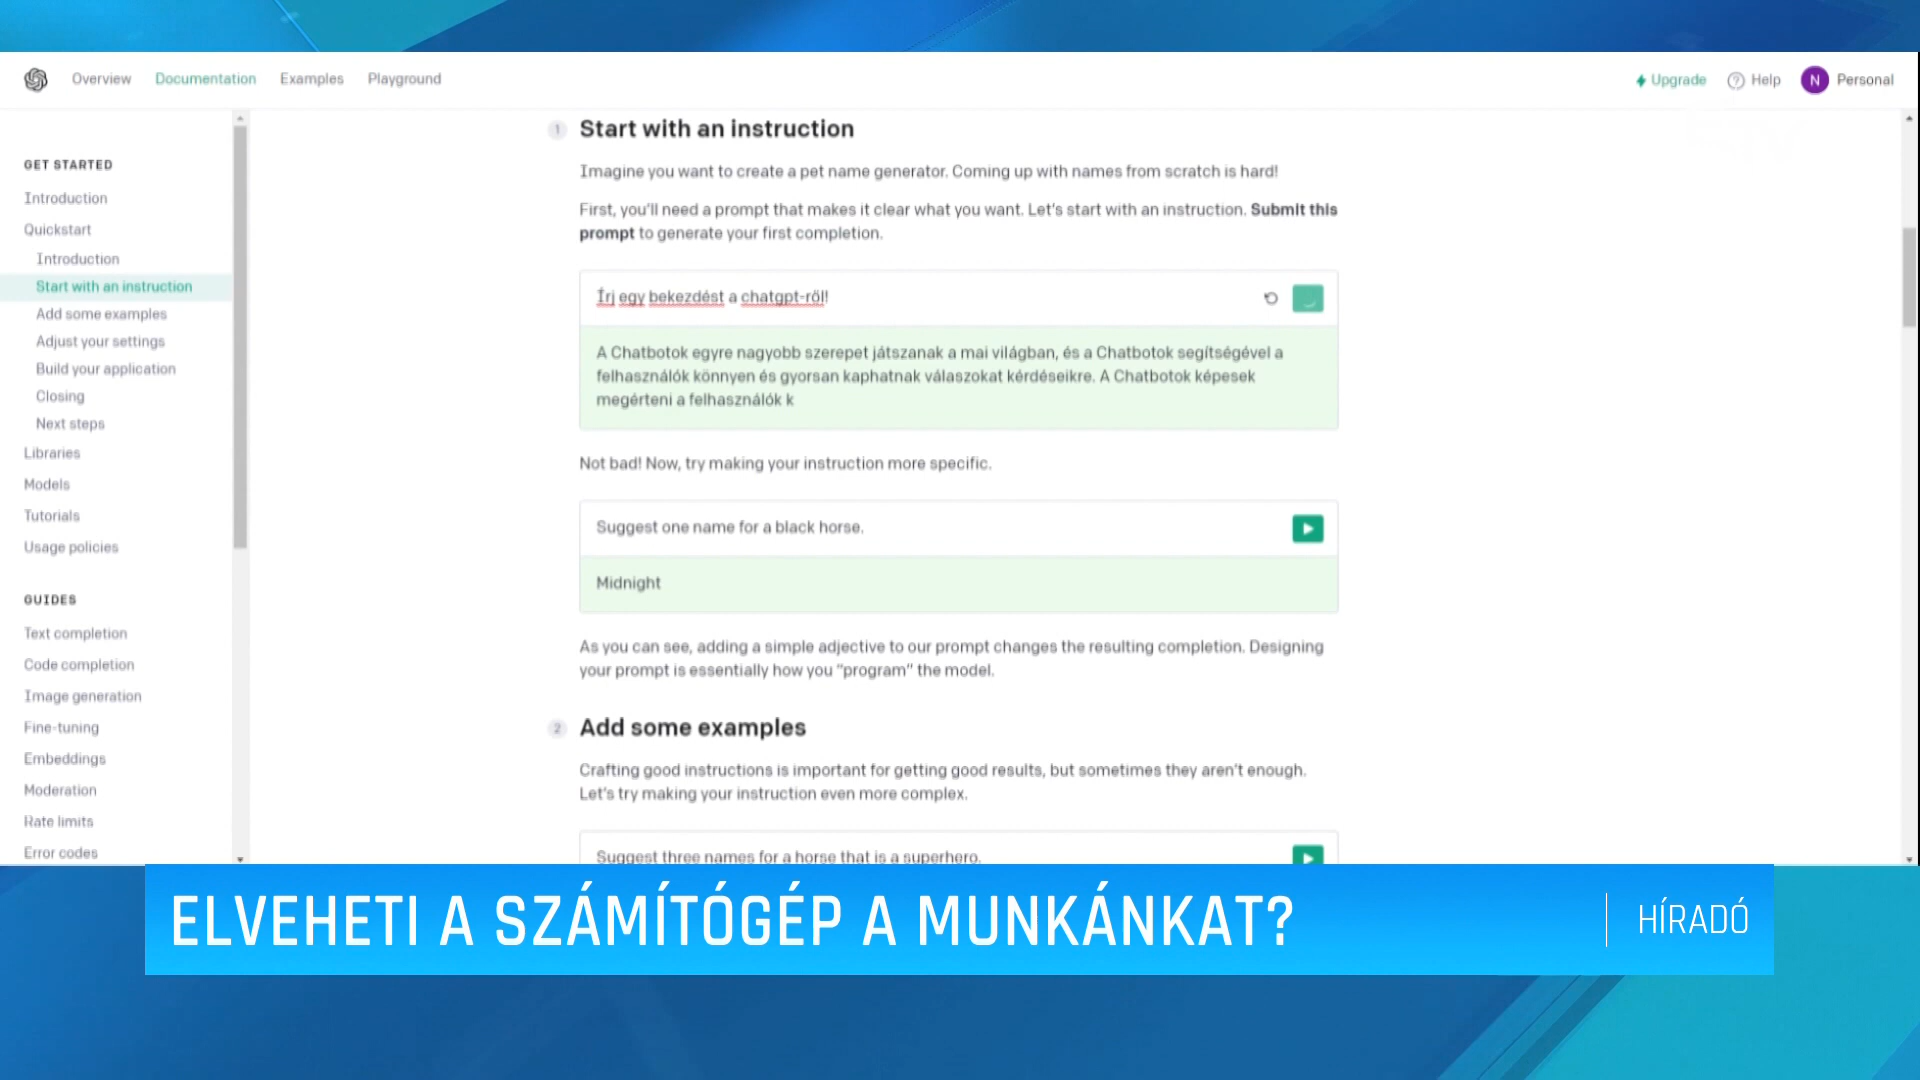 Overview Documentation Examples Playground Upgrade Help N Personal
GET STARTED
Introduction
Quickstart
Introduction
Start with an instruction
Add some examples
Adjust your settings
Build your application
Closing
Next steps
Libraries
Models
Tutorials
Usage policies
GUIDES
Text completion
Code completion
Image generation
Fine-tuning
Embeddings
Moderation
Rate limits
Error codes
1 Start with an instruction
Imagine you want to create a pet name generator. Coming up with names from scratch is hard!
First, you'll need a prompt that makes it clear what you want. Let's start with an instruction. Submit this
prompt to generate your first completion.
Írj egy bekezdést a chatgpt-ről!
A Chatbotok egyre nagyobb szerepet játszanak a mai világban, és a Chatbotok segítségével a
felhasználók könnyen és gyorsan kaphatnak válaszokat kérdéseikre. A Chatbotok képesek
megérteni a felhasználók k
Not bad! Now, try making your instruction more specific.
Suggest one name for a black horse.
Midnight
As you can see, adding a simple adjective to our prompt changes the resulting completion. Designing
your prompt is essentially how you "program" the model.
2 Add some examples
Crafting good instructions is important for getting good results, but sometimes they aren't enough.
Let's try making your instruction even more complex.
Suggest three names for a horse that is a superhero.
ELVEHETI A SZÁMÍTÓGÉP A MUNKÁNKAT?
HÍRADÓ